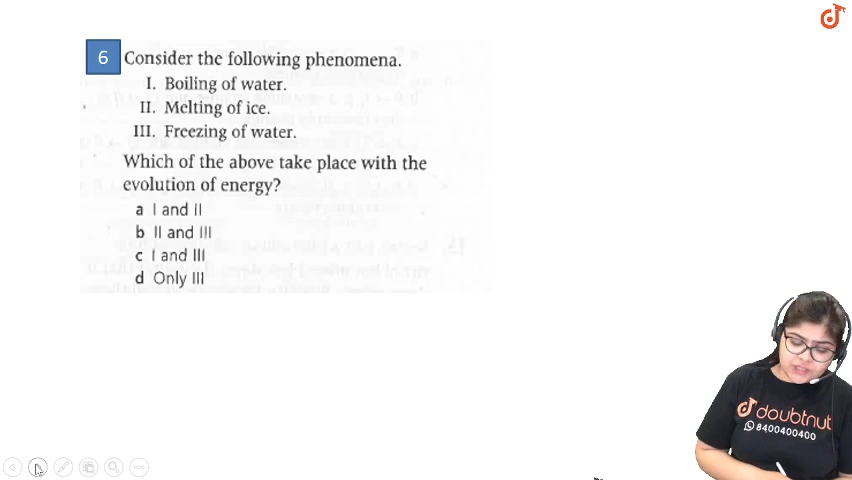 6 Consider the following phenomena.
I. Boiling of water.
II. Melting of ice.
III. Freezing of water.
Which of the above take place with the
evolution of energy?
a I and II
b II and III
c I and III
d Only III
doubtnut
8400400400